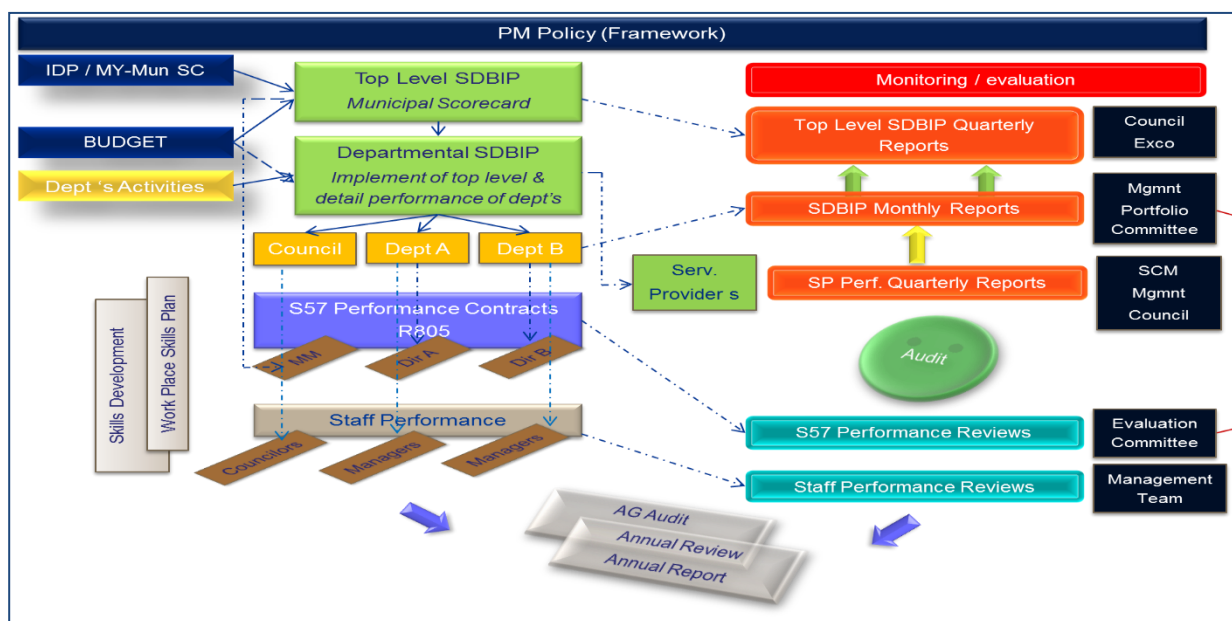 PM Policy (Framework)
IDP / MY-Mun SC
BUDGET
Dept 's Activities
Top Level SDBIP
Municipal Scorecard
Departmental SDBIP
Implement of top level &
detail performance of dept's
Council
Dept A
Dept B
Serv.
Provider s
S57 Performance Contracts
R805
MM
Dir A
Dir B
Skills Development
Work Place Skills Plan
Staff Performance
Councilors
Managers
Managers
Monitoring / evaluation
Top Level SDBIP Quarterly
Reports
Council
Exco
SDBIP Monthly Reports
Mgmnt
Portfolio
Committee
SP Perf. Quarterly Reports
SCM
Mgmnt
Council
Audit
S57 Performance Reviews
Evaluation
Committee
Staff Performance Reviews
Management
Team
AG Audit
Annual Review
Annual Report